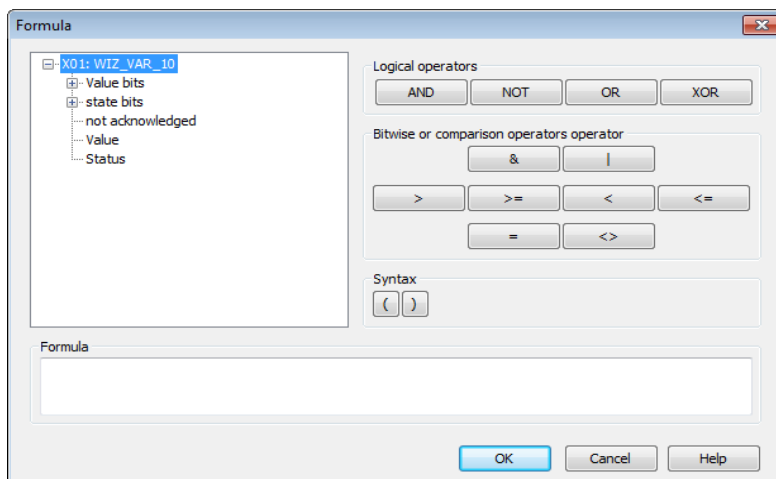 Formula
X01: WIZ_VAR_10
Value bits
state bits
not acknowledged
Value
Status
Logical operators
AND NOT OR XOR
Bitwise or comparison operators operator
& |
> >= < <=
= <>
Syntax
( )
Formula
OK Cancel Help